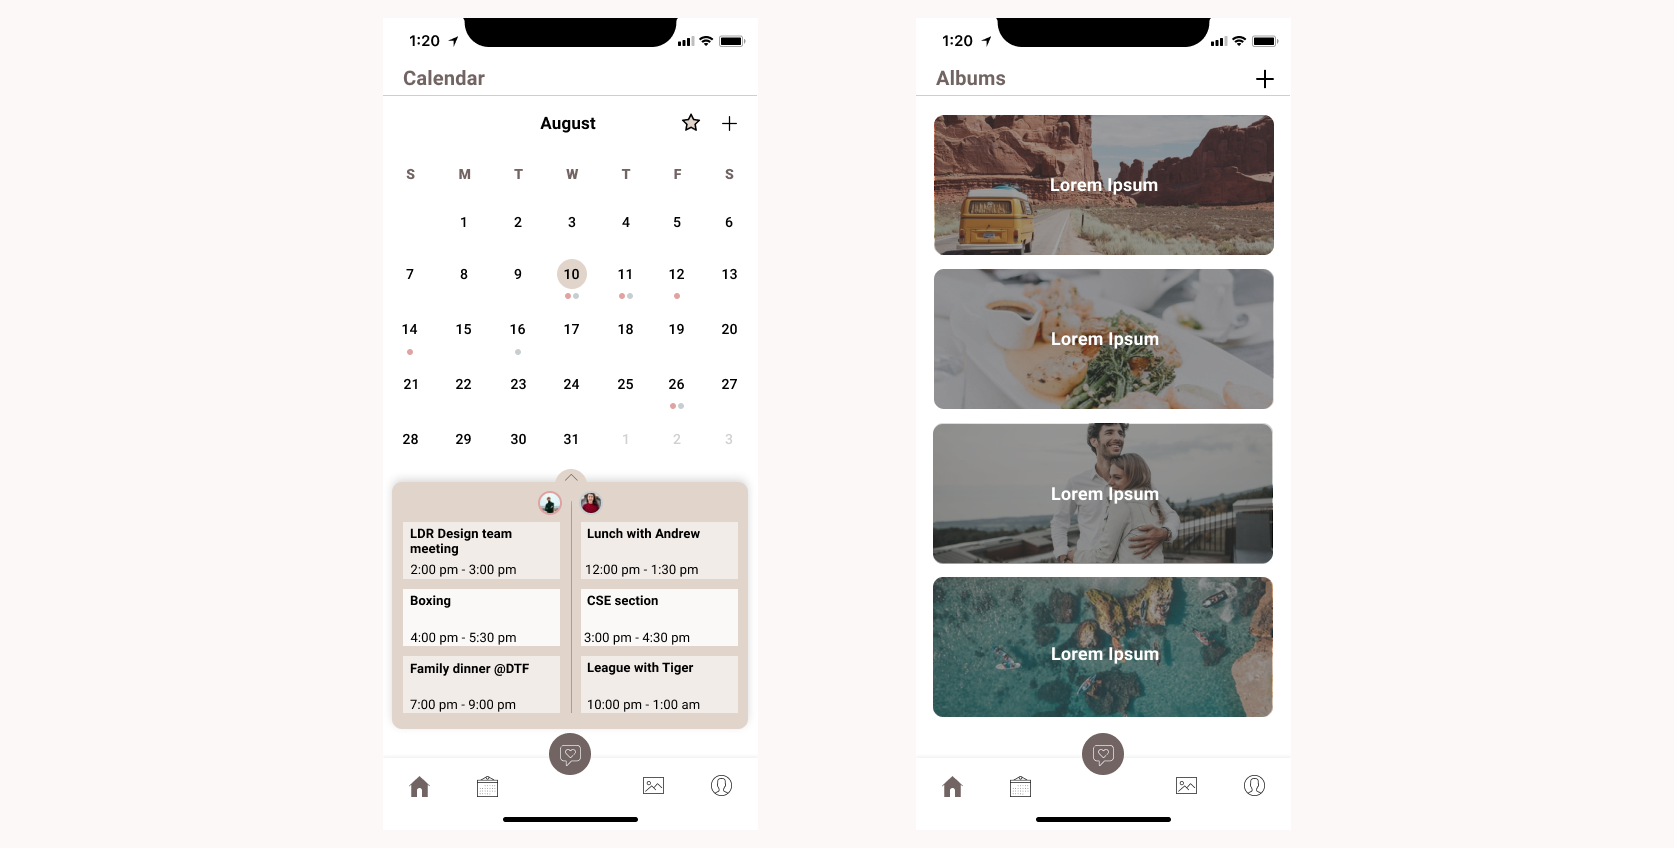 1:20
Calendar
August
S M T W T F S
1 2 3 4 5 6
7 8 9 10 11 12 13
14 15 16 17 18 19 20
21 22 23 24 25 26 27
28 29 30 31 1 2 3
LDR Design team
meeting
2:00 pm - 3:00 pm
Boxing
4:00 pm - 5:30 pm
Family dinner @DTF
7:00 pm - 9:00 pm
Lunch with Andrew
12:00 pm - 1:30 pm
CSE section
3:00 pm - 4:30 pm
League with Tiger
10:00 pm - 1:00 am
1:20
Albums
Lorem Ipsum
Lorem Ipsum
Lorem Ipsum
Lorem Ipsum